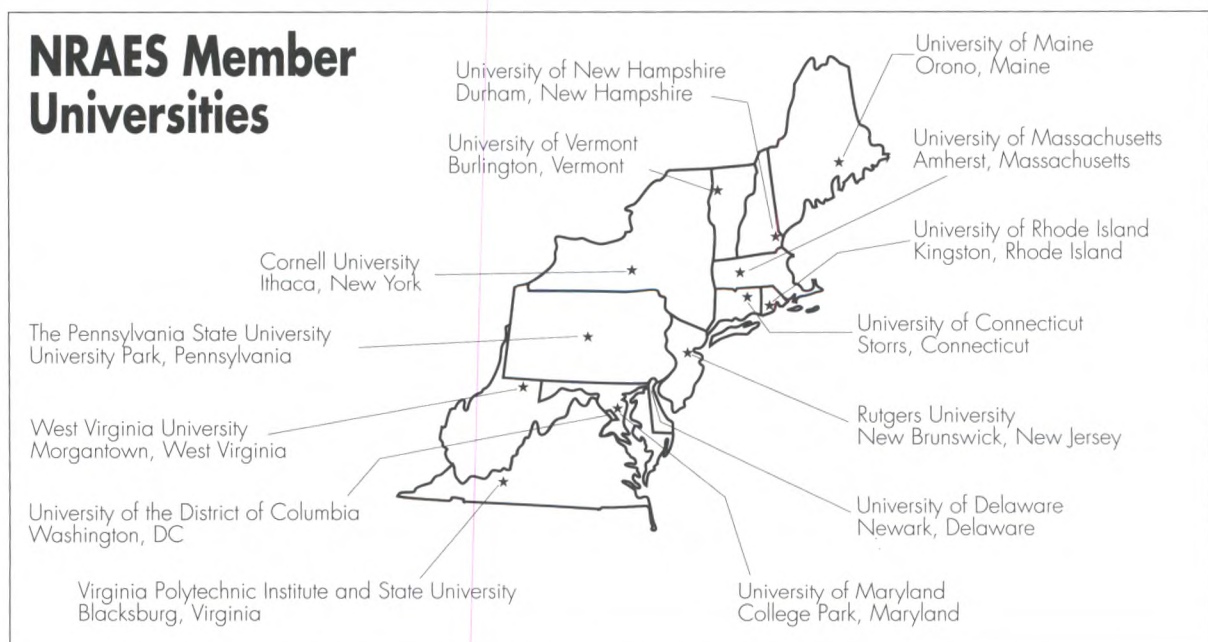 NRAES Member
Universities
University of New Hampshire
Durham, New Hampshire
University of Maine
Orono, Maine
University of Vermont
Burlington, Vermont
University of Massachusetts
Amherst, Massachusetts
University of Rhode Island
Kingston, Rhode Island
Cornell University
Ithaca, New York
The Pennsylvania State University
University Park, Pennsylvania
University of Connecticut
Storrs, Connecticut
West Virginia University
Morgantown, West Virginia
Rutgers University
New Brunswick, New Jersey
University of the District of Columbia
Washington, DC
University of Delaware
Newark, Delaware
Virginia Polytechnic Institute and State University
Blacksburg, Virginia
University of Maryland
College Park, Maryland